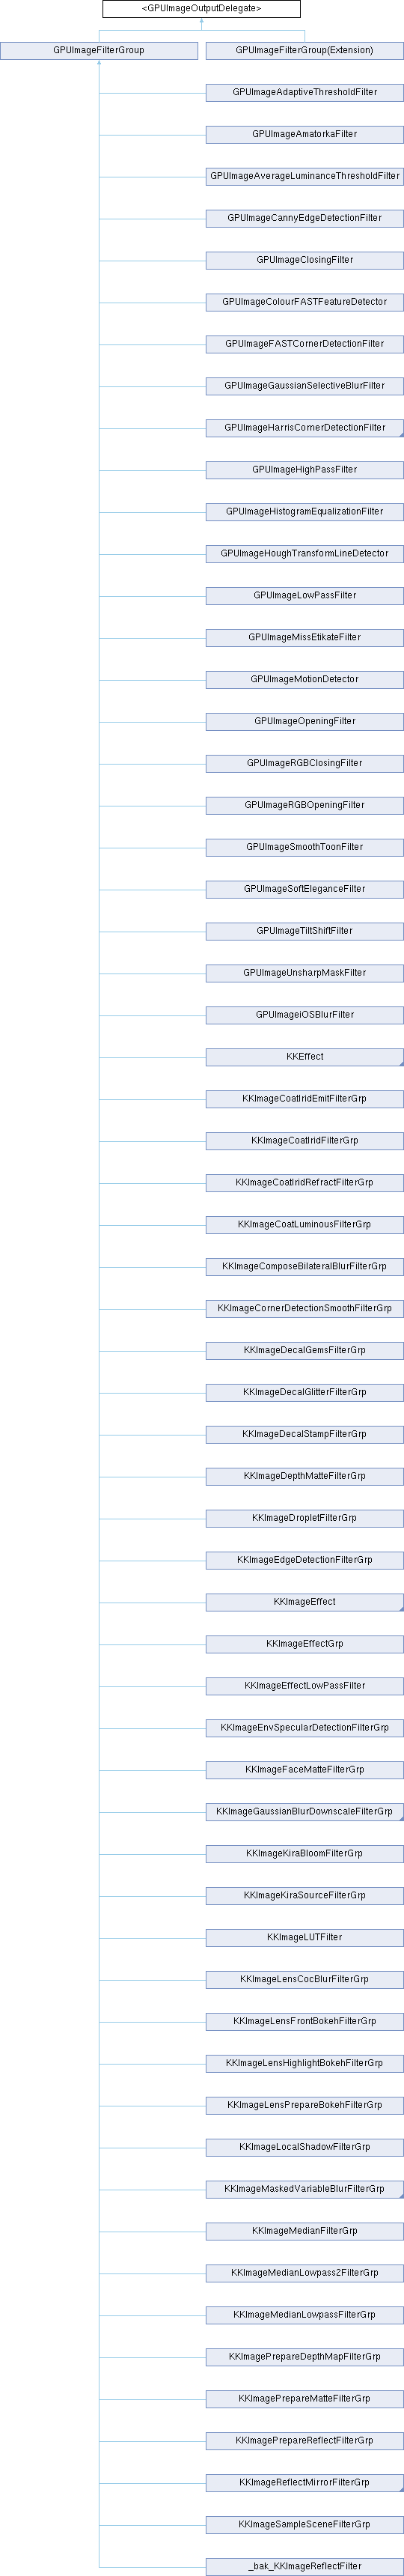 <GPUImageOutputDelegate>
GPUImageFilterGroup
GPUImageFilterGroup(Extension)
GPUImageAdaptiveThresholdFilter
GPUImageAmatorkaFilter
GPUImageAverageLuminanceThresholdFilter
GPUImageCannyEdgeDetectionFilter
GPUImageClosingFilter
GPUImageColourFASTFeatureDetector
GPUImageFASTCornerDetectionFilter
GPUImageGaussianSelectiveBlurFilter
GPUImageHarrisCornerDetectionFilter
GPUImageHighPassFilter
GPUImageHistogramEqualizationFilter
GPUImageHoughTransformLineDetector
GPUImageLowPassFilter
GPUImageMissEtikateFilter
GPUImageMotionDetector
GPUImageOpeningFilter
GPUImageRGBClosingFilter
GPUImageRGBOpeningFilter
GPUImageSmoothToonFilter
GPUImageSoftEleganceFilter
GPUImageTiltShiftFilter
GPUImageUnsharpMaskFilter
GPUImageiOSBlurFilter
KKEffect
KKImageCoatIridEmitFilterGrp
KKImageCoatIridFilterGrp
KKImageCoatIridRefractFilterGrp
KKImageCoatLuminousFilterGrp
KKImageComposeBilateralBlurFilterGrp
KKImageCornerDetectionSmoothFilterGrp
KKImageDecalGemsFilterGrp
KKImageDecalGlitterFilterGrp
KKImageDecalStampFilterGrp
KKImageDepthMatteFilterGrp
KKImageDropletFilterGrp
KKImageEdgeDetectionFilterGrp
KKImageEffect
KKImageEffectGrp
KKImageEffectLowPassFilter
KKImageEnvSpecularDetectionFilterGrp
KKImageFaceMatteFilterGrp
KKImageGaussianBlurDownscaleFilterGrp
KKImageKiraBloomFilterGrp
KKImageKiraSourceFilterGrp
KKImageLUTFilter
KKImageLensCocBlurFilterGrp
KKImageLensFrontBokehFilterGrp
KKImageLensHighlightBokehFilterGrp
KKImageLensPrepareBokehFilterGrp
KKImageLocalShadowFilterGrp
KKImageMaskedVariableBlurFilterGrp
KKImageMedianFilterGrp
KKImageMedianLowpass2FilterGrp
KKImageMedianLowpassFilterGrp
KKImagePrepareDepthMapFilterGrp
KKImagePrepareMatteFilterGrp
KKImagePrepareReflectFilterGrp
KKImageReflectMirrorFilterGrp
KKImageSampleSceneFilterGrp
_bak_KKImageReflectFilter